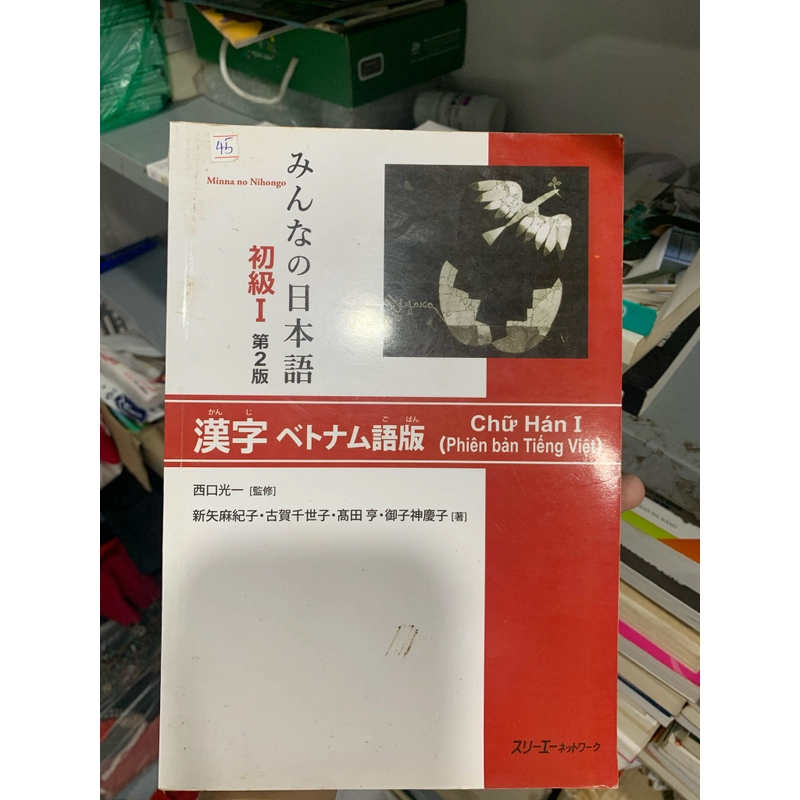 45
Minna no Nihongo
みんなの日本語
初級I
第2版
かん じ ご ばん
漢字 ベトナム語版
Chữ Hán I
(Phiên bản Tiếng Việt)
西口光一 [監修]
新矢麻紀子・古賀千世子・髙田 亨・御子神慶子 [著]
スリーエーネットワーク